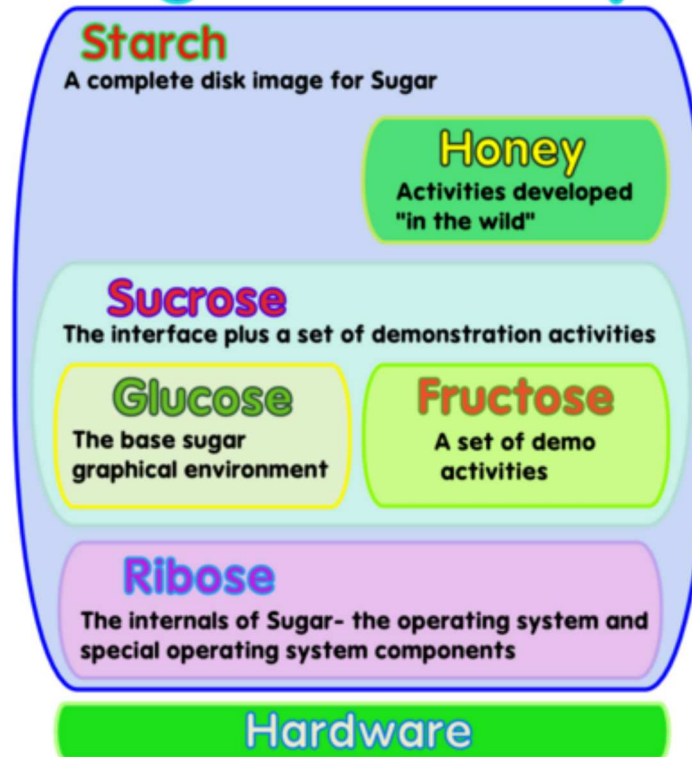 Starch
A complete disk image for Sugar
Honey
Activities developed
"in the wild"
Sucrose
The interface plus a set of demonstration activities
Glucose
The base sugar
graphical environment
Fructose
A set of demo
activities
Ribose
The internals of Sugar- the operating system and
special operating system components
Hardware